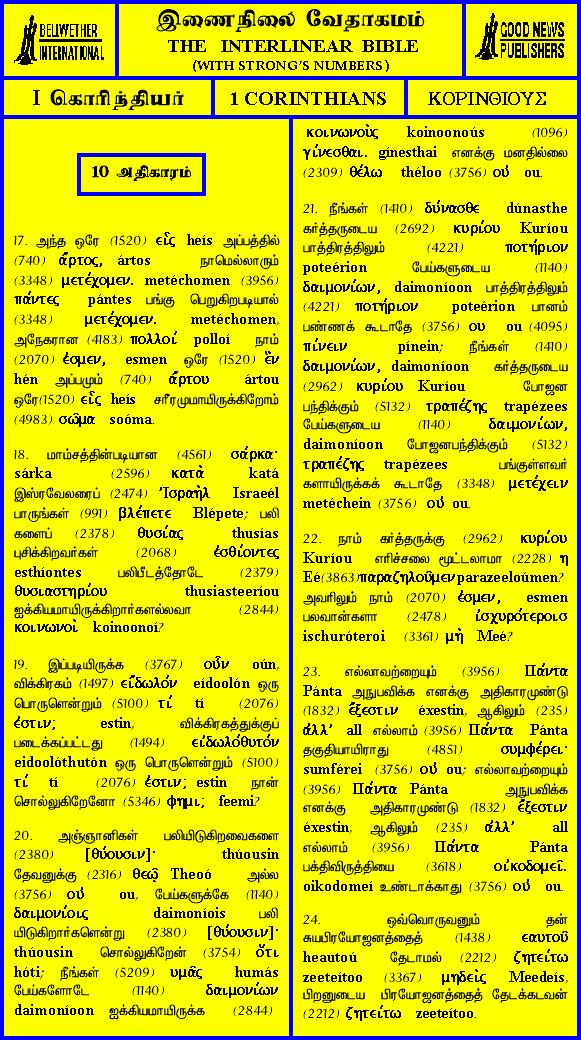 BELLWETHER
INTERNATIONAL
இணைநிலை வேதாகமம்
THE INTERLINEAR BIBLE
(WITH STRONG'S NUMBERS)
GOOD NEWS
PUBLISHERS
I கொரிந்தியர்
1 CORINTHIANS
ΚΟΡΙΝΘΙΟΥΣ
10 அதிகாரம்
17. அந்த ஒரே (1520) εἷς heís அப்பத்தில்
(740) ἄρτος, ártos நாமெல்லாரும்
(3348) μετέχομεν. metéchomen (3956)
πάντες pántes பங்கு பெறுகிறபடியால்
(3348) μετέχομεν. metéchomen,
அநேகரான (4183) πολλοί polloí நாம்
(2070) ἐσμεν, esmen ஒரே (1520) ἓν
hén அப்பமும் (740) ἄρτου ártou
ஒரே(1520) εἷς heís சரீரமுமாயிருக்கிறோம்
(4983) σῶμα soóma.
18. மாம்சத்தின்படியான (4561) σάρκα·
sárka (2596) κατὰ katá
இஸ்ரவேலரைப் (2474) Ἰσραὴλ Israeél
பாருங்கள் (991) βλέπετε Blépete; பலி
களைப் (2378) θυσίας thusías
புசிக்கிறவர்கள் (2068) ἐσθίοντες
esthíontes பலிபீடத்தோடே (2379)
θυσιαστηρίου thusiasteeríou
ஐக்கியமாயிருக்கிறார்களல்லவா (2844)
κοινωνοὶ koinoonoí?
19. இப்படியிருக்க (3767) οὖν oún,
விக்கிரகம் (1497) εἴδωλόν eídoolón ஒரு
பொருளென்றும் (5100) τί tí (2076)
ἐστιν; estin, விக்கிரகத்துக்குப்
படைக்கப்பட்டது (1494) εἰδωλόθυτόν
eidoolóthutón ஒரு பொருளென்றும் (5100)
τί tí (2076) ἐστιν; estin நான்
சொல்லுகிறேனோ (5346) φημι; feemi?
20. அஞ்ஞானிகள் பலியிடுகிறவைகளை
(2380) [θύουσιν]· thúousin
தேவனுக்கு (2316) θεῷ Theoó அல்ல
(3756) οὐ ou, பேய்களுக்கே (1140)
δαιμονίοις daimoníois பலி
யிடுகிறார்களென்று (2380) [θύουσιν]·
thúousin சொல்லுகிறேன் (3754) ὅτι
hóti; நீங்கள் (5209) υμᾶς humás
பேய்களோடே (1140) δαιμονίων
daimoníoon ஐக்கியமாயிருக்க (2844)
κοινωνοὺς koinoonoús (1096)
γίνεσθαι. gínesthai எனக்கு மனதில்லை
(2309) θέλω théloo (3756) οὐ ou.
21. நீங்கள் (1410) δύνασθε dúnasthe
கர்த்தருடைய (2692) κυρίου Kuríou
பாத்திரத்திலும் (4221) ποτήριον
poteérion பேய்களுடைய (1140)
δαιμονίων, daimoníoon பாத்திரத்திலும்
(4221) ποτήριον poteérion பானம்
பண்ணக் கூடாதே (3756) ου ou (4095)
πίνειν pínein; நீங்கள் (1410)
δαιμονίων, daimoníoon கர்த்தருடைய
(2962) κυρίου Kuríou போஜன
பந்திக்கும் (5132) τραπέζης trapézees
பேய்களுடைய (1140) δαιμονίων,
daimoníoon போஜனபந்திக்கும் (5132)
τραπέζης trapézees பங்குள்ளவர்
களாயிருக்கக் கூடாதே (3348) μετέχειν
metéchein (3756) οὐ ou.
22. நாம் கர்த்தருக்கு (2962) κυρίου
Kuríou எரிச்சலை மூட்டலாமா (2228) η
Eé(3863)παραζηλοῦμεν parazeeloúmen?
அவரிலும் நாம் (2070) ἐσμεν, esmen
பலவான்களா (2478) ἰσχυρότεροισ
ischuróteroi (3361) μὴ Meé?
23. எல்லாவற்றையும் (3956) Πάντα
Pánta அநுபவிக்க எனக்கு அதிகாரமுண்டு
(1832) ἔξεστιν éxestin, ஆகிலும் (235)
ἀλλ' all எல்லாம் (3956) Πάντα Pánta
தகுதியாயிராது (4851) συμφέρει·
sumférei (3756) οὐ ou; எல்லாவற்றையும்
(3956) Πάντα Pánta அநுபவிக்க
எனக்கு அதிகாரமுண்டு (1832) ἔξεστιν
éxestin, ஆகிலும் (235) ἀλλ' all
எல்லாம் (3956) Πάντα Pánta
பக்திவிருத்தியை (3618) οἰκοδομεῖ.
oikodomeí உண்டாக்காது (3756) οὐ ou.
24. ஒவ்வொருவனும் தன்
சுயபிரயோஜனத்தைத் (1438) εαυτοῦ
heautoú தேடாமல் (2212) ζητείτω
zeeteítoo (3367) μηδεὶς Meedeís,
பிறனுடைய பிரயோஜனத்தைத் தேடக்கடவன்
(2212) ζητείτω zeeteítoo.